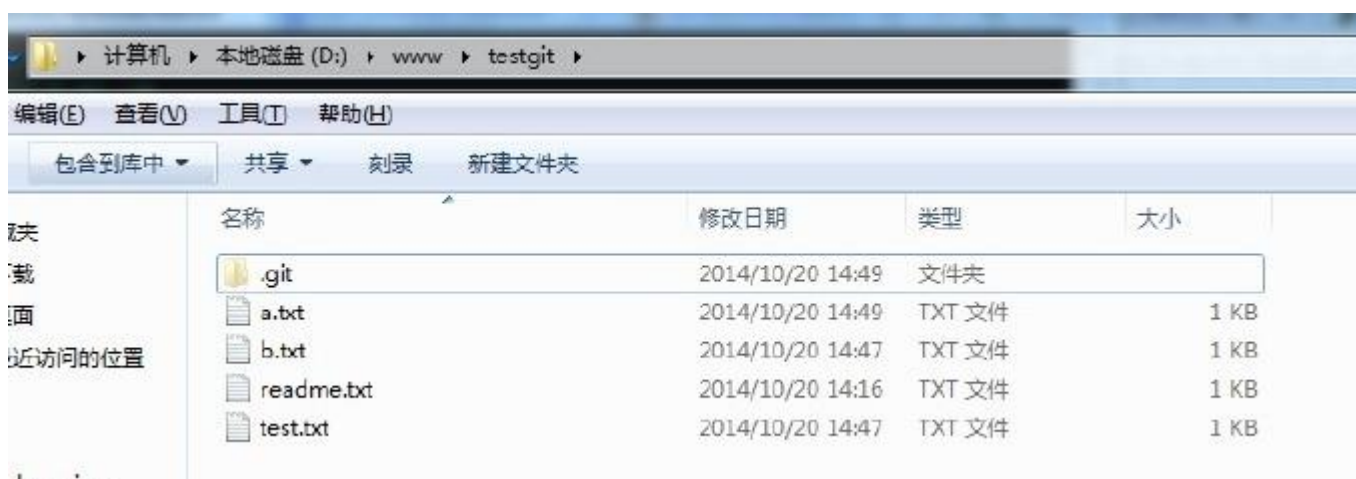 计算机 本地磁盘 (D:) www testgit
编辑(E) 查看(V) 工具(T) 帮助(H)
包含到库中 共享 刻录 新建文件夹
名称 修改日期 类型 大小
.git 2014/10/20 14:49 文件夹
a.txt 2014/10/20 14:49 TXT 文件 1 KB
b.txt 2014/10/20 14:47 TXT 文件 1 KB
近访问的位置
readme.txt 2014/10/20 14:16 TXT 文件 1 KB
test.txt 2014/10/20 14:47 TXT 文件 1 KB